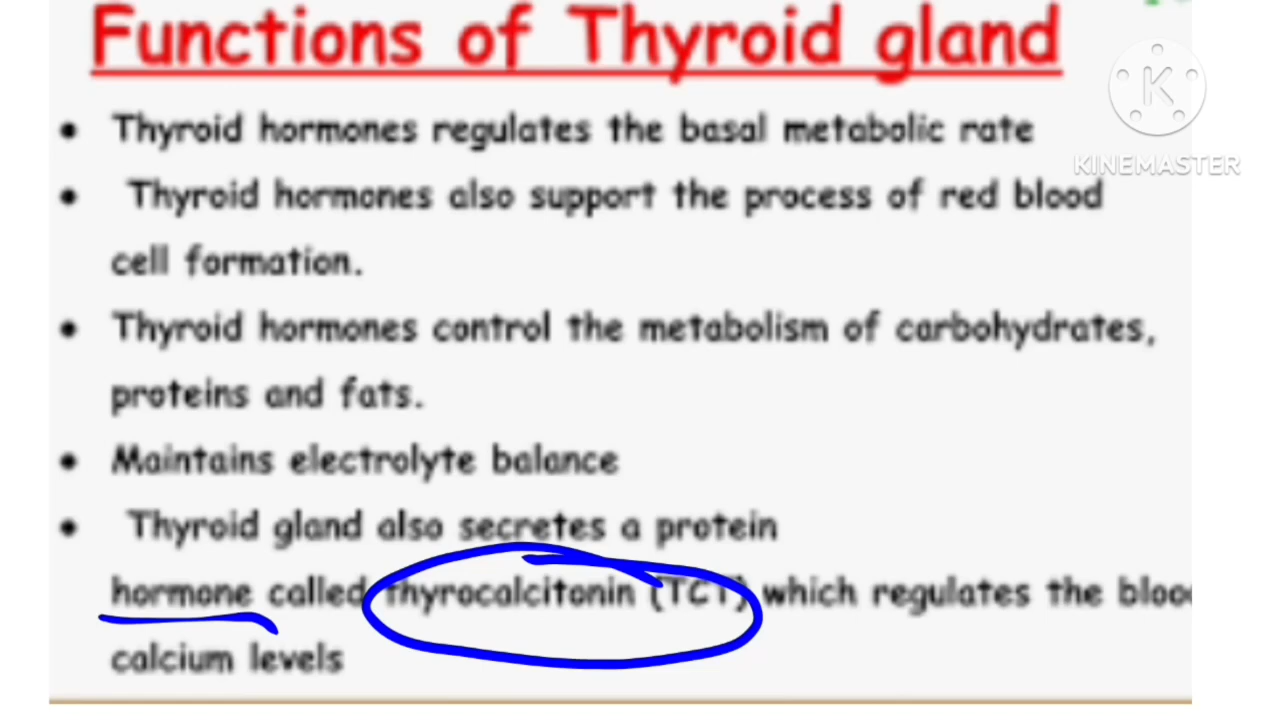 Functions of Thyroid gland
K
KINEMASTER
• Thyroid hormones regulates the basal metabolic rate
• Thyroid hormones also support the process of red blood
cell formation.
• Thyroid hormones control the metabolism of carbohydrates,
proteins and fats.
• Maintains electrolyte balance
• Thyroid gland also secretes a protein
hormone called thyrocalcitonin (TCT) which regulates the bloo
calcium levels